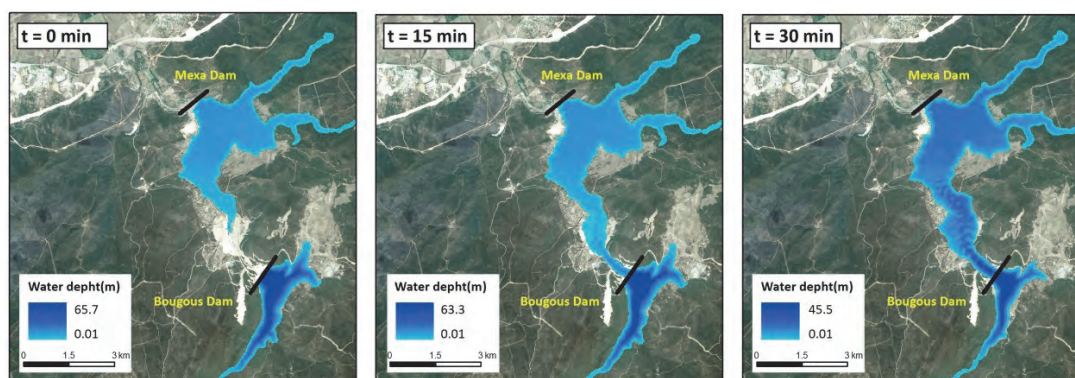 t = 0 min
Mexa Dam
Bougous Dam
Water depht(m)
65.7
0.01
0 1.5 3 km
t = 15 min
Mexa Dam
Bougous Dam
Water depht(m)
63.3
0.01
0 1.5 3 km
t = 30 min
Mexa Dam
Bougous Dam
Water depht(m)
45.5
0.01
0 1.5 3 km